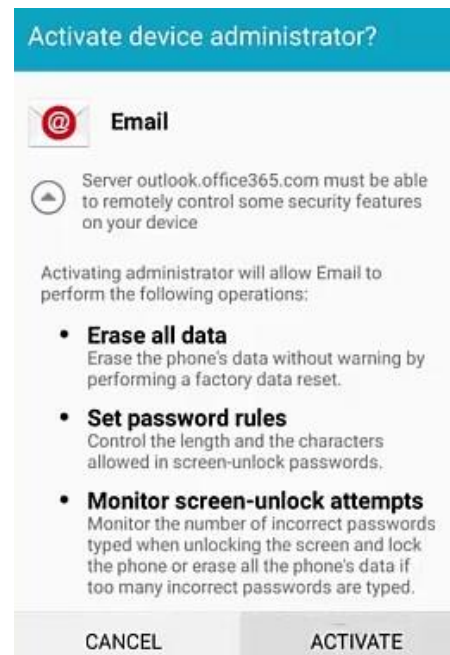 Activate device administrator?
Email
Server outlook.office365.com must be able
to remotely control some security features
on your device
Activating administrator will allow Email to
perform the following operations:
• Erase all data
Erase the phone's data without warning by
performing a factory data reset.
• Set password rules
Control the length and the characters
allowed in screen-unlock passwords.
• Monitor screen-unlock attempts
Monitor the number of incorrect passwords
typed when unlocking the screen and lock
the phone or erase all the phone's data if
too many incorrect passwords are typed.
CANCEL ACTIVATE